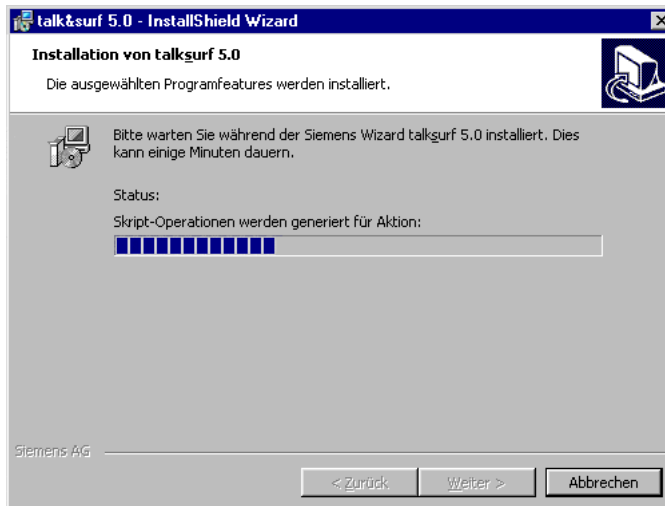 talk&surf 5.0 - InstallShield Wizard
Installation von talksurf 5.0
Die ausgewählten Programfeatures werden installiert.
Bitte warten Sie während der Siemens Wizard talksurf 5.0 installiert. Dies
kann einige Minuten dauern.
Status:
Skript-Operationen werden generiert für Aktion:
Siemens AG
< Zurück
Weiter >
Abbrechen